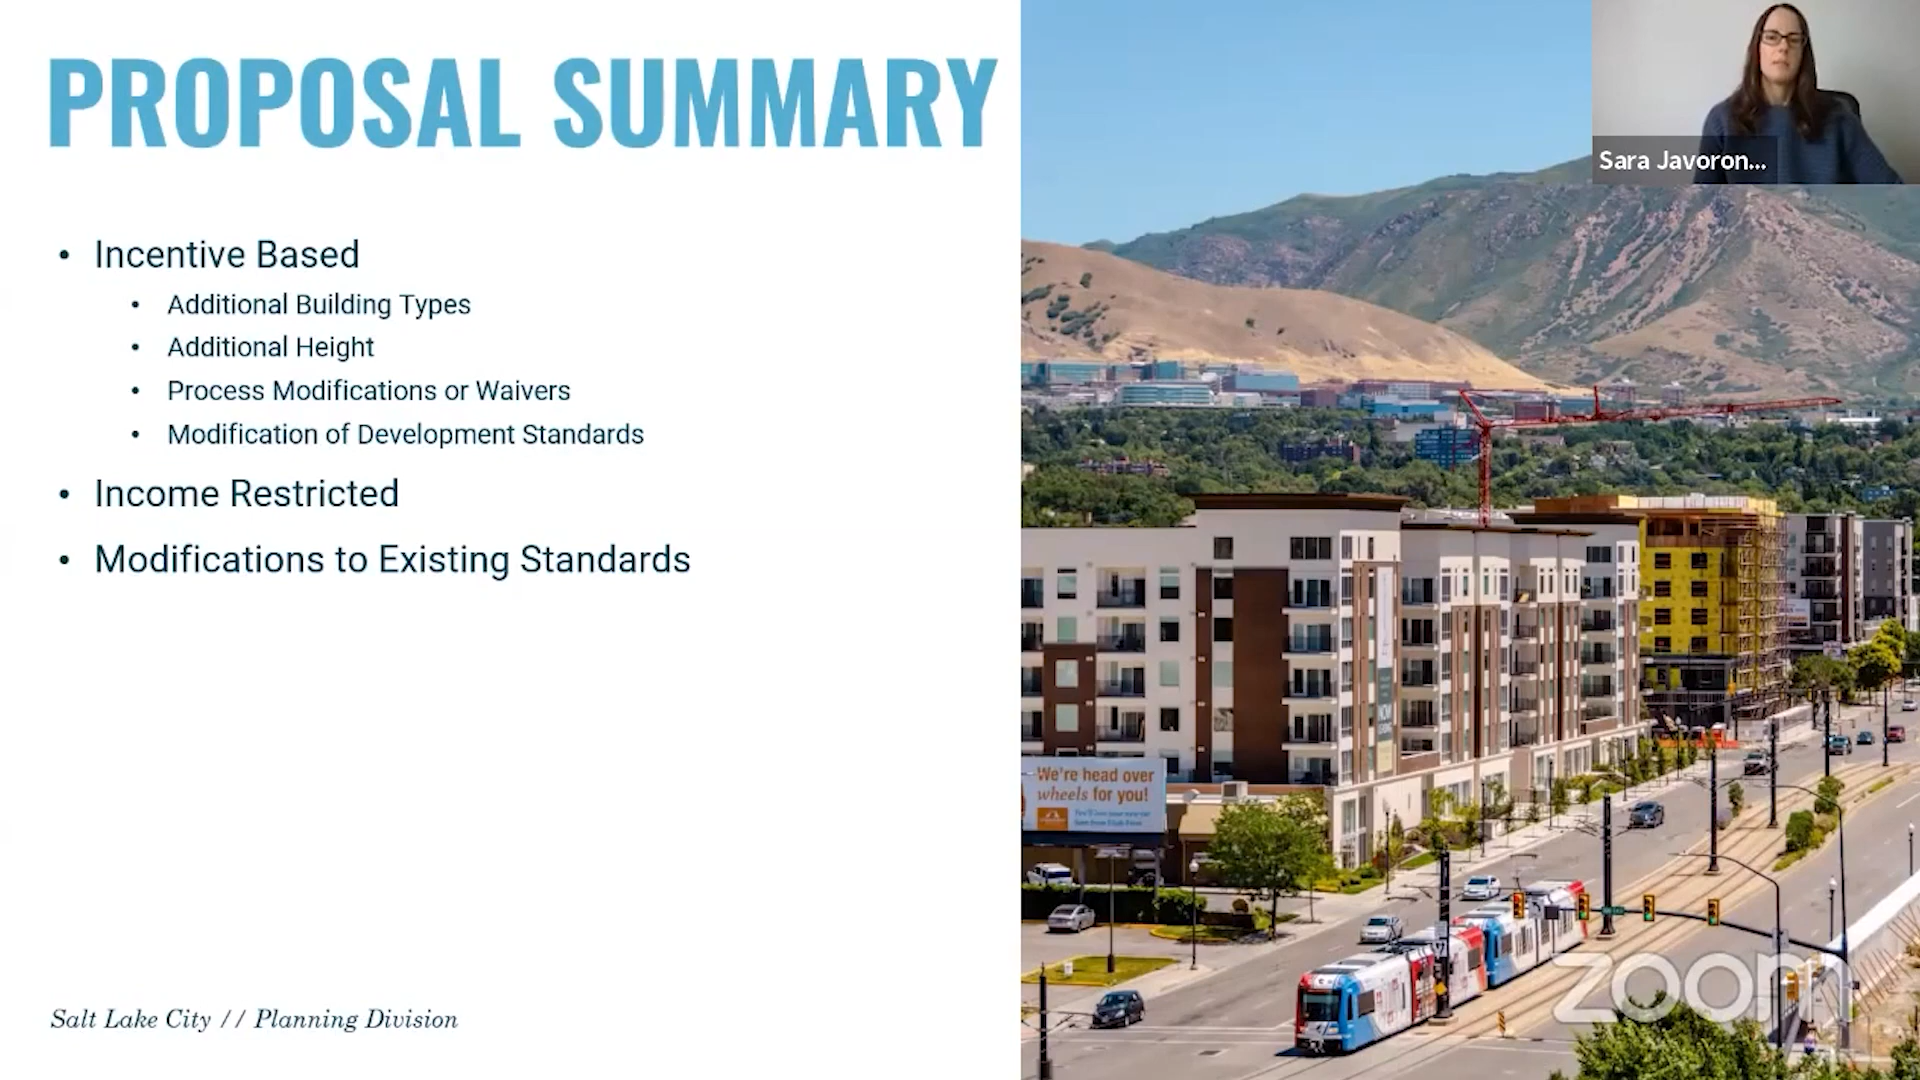 PROPOSAL SUMMARY
Sara Javoron...
• Incentive Based
• Additional Building Types
• Additional Height
• Process Modifications or Waivers
• Modification of Development Standards
• Income Restricted
• Modifications to Existing Standards
We're head over
wheels for you!
NOW
Salt Lake City // Planning Division
zoom